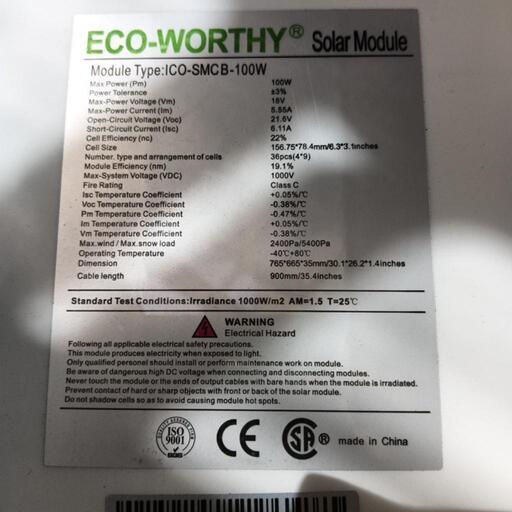 ECO-WORTHY® Solar Module
Module Type:ICO-SMCB-100W
Max Power (Pm) 100W
Power Tolerance ±3%
Max-Power Voltage (Vm) 18V
Max-Power Current (Im) 5.55A
Open-Circuit Voltage (Voc) 21.6V
Short-Circuit Current (Isc) 6.11A
Cell Efficiency (nc) 22%
Cell Size 156.75*78.4mm/6.3*3.1inches
Number, type and arrangement of cells 36pcs(4*9)
Module Efficiency (nm) 19.1%
Max-System Voltage (VDC) 1000V
Fire Rating Class C
Isc Temperature Coefficient +0.05%/℃
Voc Temperature Coefficient -0.38%/℃
Pm Temperature Coefficient -0.47%/℃
Im Temperature Coefficient +0.05%/℃
Vm Temperature Coefficient -0.38%/℃
Max.wind / Max.snow load 2400Pa/5400Pa
Operating Temperature -40℃+80℃
Dimension 765*665*35mm/30.1*26.2*1.4inches
Cable length 900mm/35.4inches
Standard Test Conditions:Irradiance 1000W/m2 AM=1.5 T=25℃
WARNING
Electrical Hazard
Following all applicable electrical safety precautions.
This module produces electricity when exposed to light.
Only qualified personel should install or perform maintenance work on module.
Be aware of dangerous high DC voltage when connecting and disconnecting modules.
Never touch the module or the ends of output cables with bare hands when the module is irradiated.
Prevent contact of hard or sharp objects with front or back of the solar module.
Do not shadow cells so as to avoid causing module hot spots.
ISO 9001 SGS CE SA® made in China